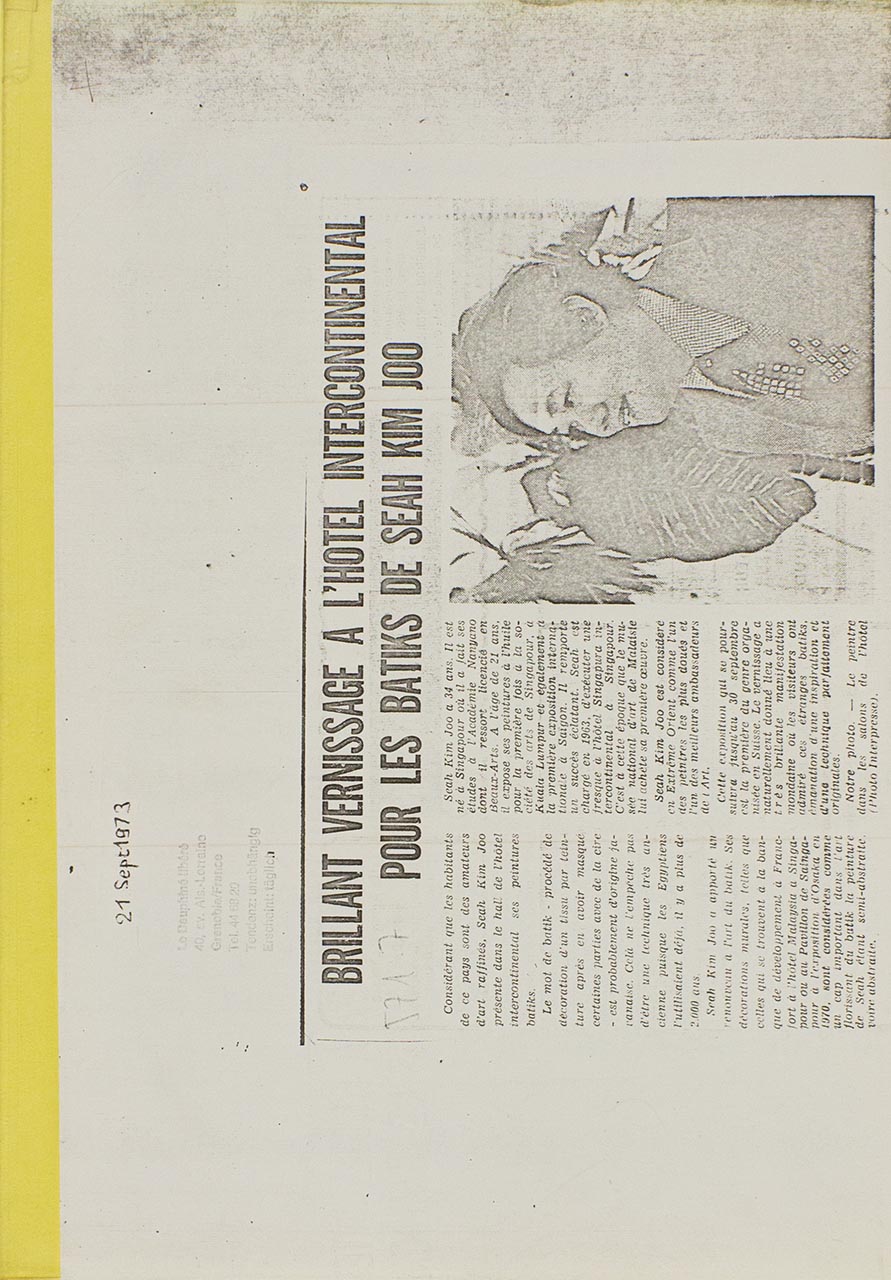 21 Sept 1973
Le Dauphiné libéré
40, av. Als.-Lorraine
Grenoble/France
Tel. 44 68 20
Tendenz: unabhängig
Erscheint: täglich
BRILLANT VERNISSAGE A L'HOTEL INTERCONTINENTAL
POUR LES BATIKS DE SEAH KIM JOO
Considérant que les habitants
de ce pays sont des amateurs
d'art raffinés, Seah Kim Joo
présente dans le hall de l'hôtel
intercontinental ses peintures
batiks.
Le mot de batik - procédé de
décoration d'un tissu par tein-
ture après en avoir masqué
certaines parties avec de la cire
- est probablement d'origine ja-
vanaise. Cela ne l'empêche pas
d'être une technique très an-
cienne puisque les Egyptiens
l'utilisaient déjà, il y a plus de
2.000 ans.
Seah Kim Joo a apporté un
renouveau à l'art du batik. Ses
décorations murales, telles que
celles qui se trouvent à la ban-
que de développement à Franc-
fort à l'hôtel Malaysia à Singa-
pour ou au Pavillon de Sainga-
pour à l'exposition d'Osaka en
1970, sont considérées comme
un cap important dans l'art
florissant du batik la peinture
de Seah étant semi-abstraite,
voire abstraite.
Seah Kim Joo a 34 ans. Il est
né à Singapour où il a fait ses
études à l'Académie Nanyano
dont il ressort licencié en
Beaux-Arts. A l'âge de 21 ans,
il expose ses peintures à l'huile
pour la première fois à la so-
ciété des arts de Singapour, à
Kuala Lumpur et également à
la première exposition interna-
tionale à Saïgon. Il remporte
un succès éclatant. Seah est
chargé en 1963, d'exécuter une
fresque à l'hôtel Singapura in-
tercontinental à Singapour.
C'est à cette époque que le mu-
sée national d'art de Malaisie
lui achète sa première œuvre.
Seah Kim Joo est considéré
en Extrême Orient comme l'un
des peintres les plus doués et
l'un des meilleurs ambassadeurs
de l'Art.
Cette exposition qui se pour-
suivra jusqu'au 30 septembre
est la première du genre orga-
nisée en Suisse. Le vernissage a
naturellement donné lieu à une
très brillante manifestation
mondaine où les visiteurs ont
admiré ces étranges batiks,
émanation d'une inspiration et
d'une technique parfaitement
originales.
Notre photo. — Le peintre
dans les salons de l'hôtel
(Photo Interpresse).